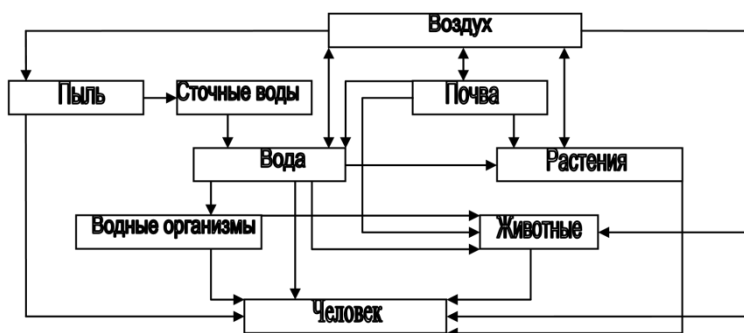 Воздух
Пыль
Сточные воды
Почва
Вода
Растения
Водные организмы
Животные
Человек